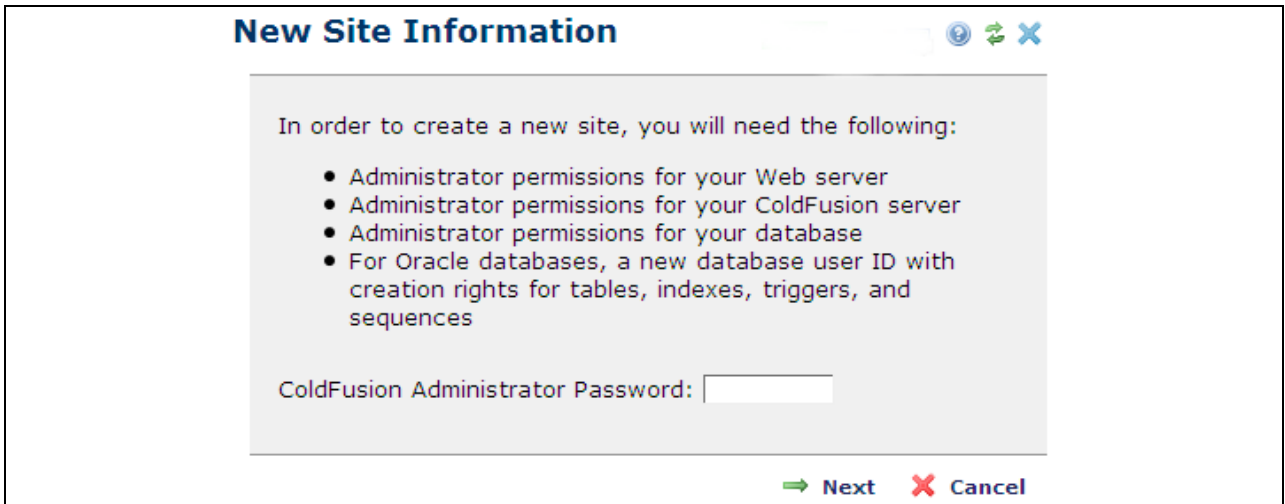 New Site Information
In order to create a new site, you will need the following:
• Administrator permissions for your Web server
• Administrator permissions for your ColdFusion server
• Administrator permissions for your database
• For Oracle databases, a new database user ID with
creation rights for tables, indexes, triggers, and
sequences
ColdFusion Administrator Password:
Next Cancel